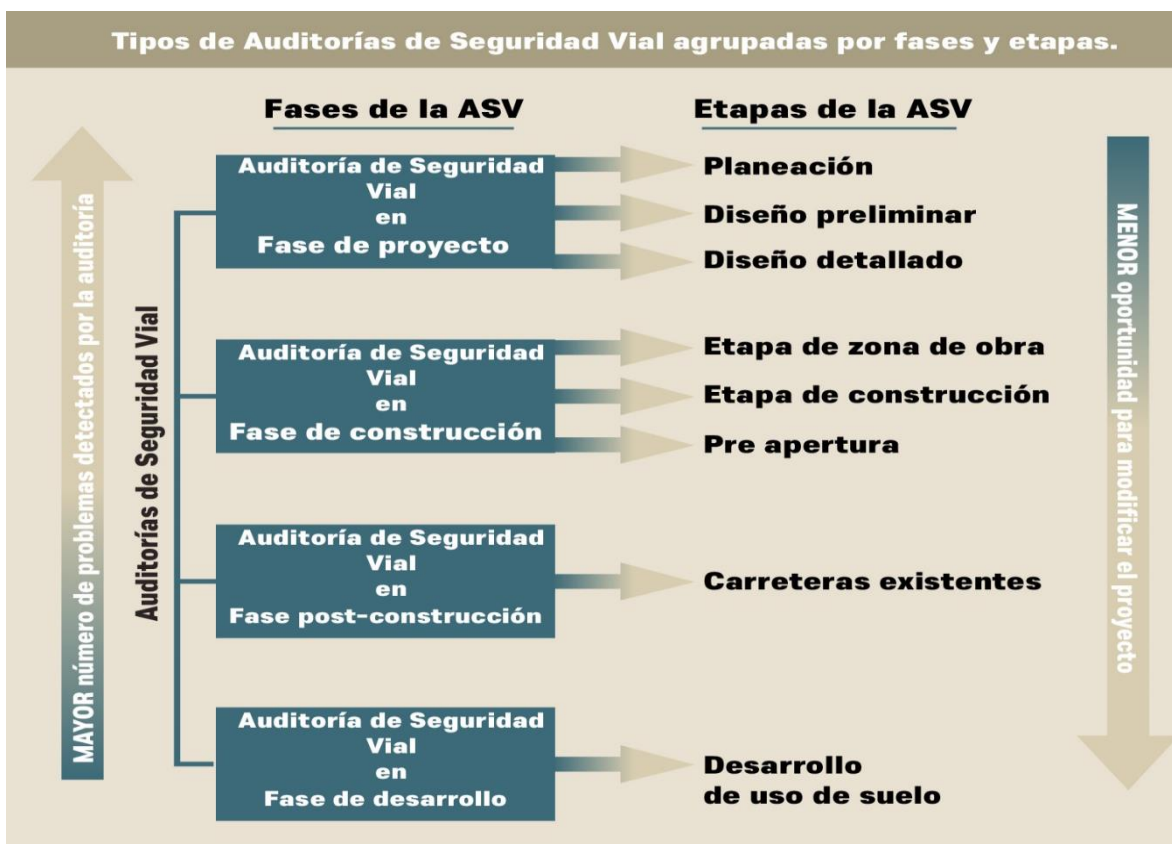 Tipos de Auditorías de Seguridad Vial agrupadas por fases y etapas.
Fases de la ASV
Etapas de la ASV
MAYOR número de problemas detectados por la auditoría
Auditorías de Seguridad Vial
Auditoría de Seguridad
Vial
en
Fase de proyecto
Planeación
Diseño preliminar
Diseño detallado
Auditoría de Seguridad
Vial
en
Fase de construcción
Etapa de zona de obra
Etapa de construcción
Pre apertura
Auditoría de Seguridad
Vial
en
Fase post-construcción
Carreteras existentes
Auditoría de Seguridad
Vial
en
Fase de desarrollo
Desarrollo
de uso de suelo
MENOR oportunidad para modificar el proyecto